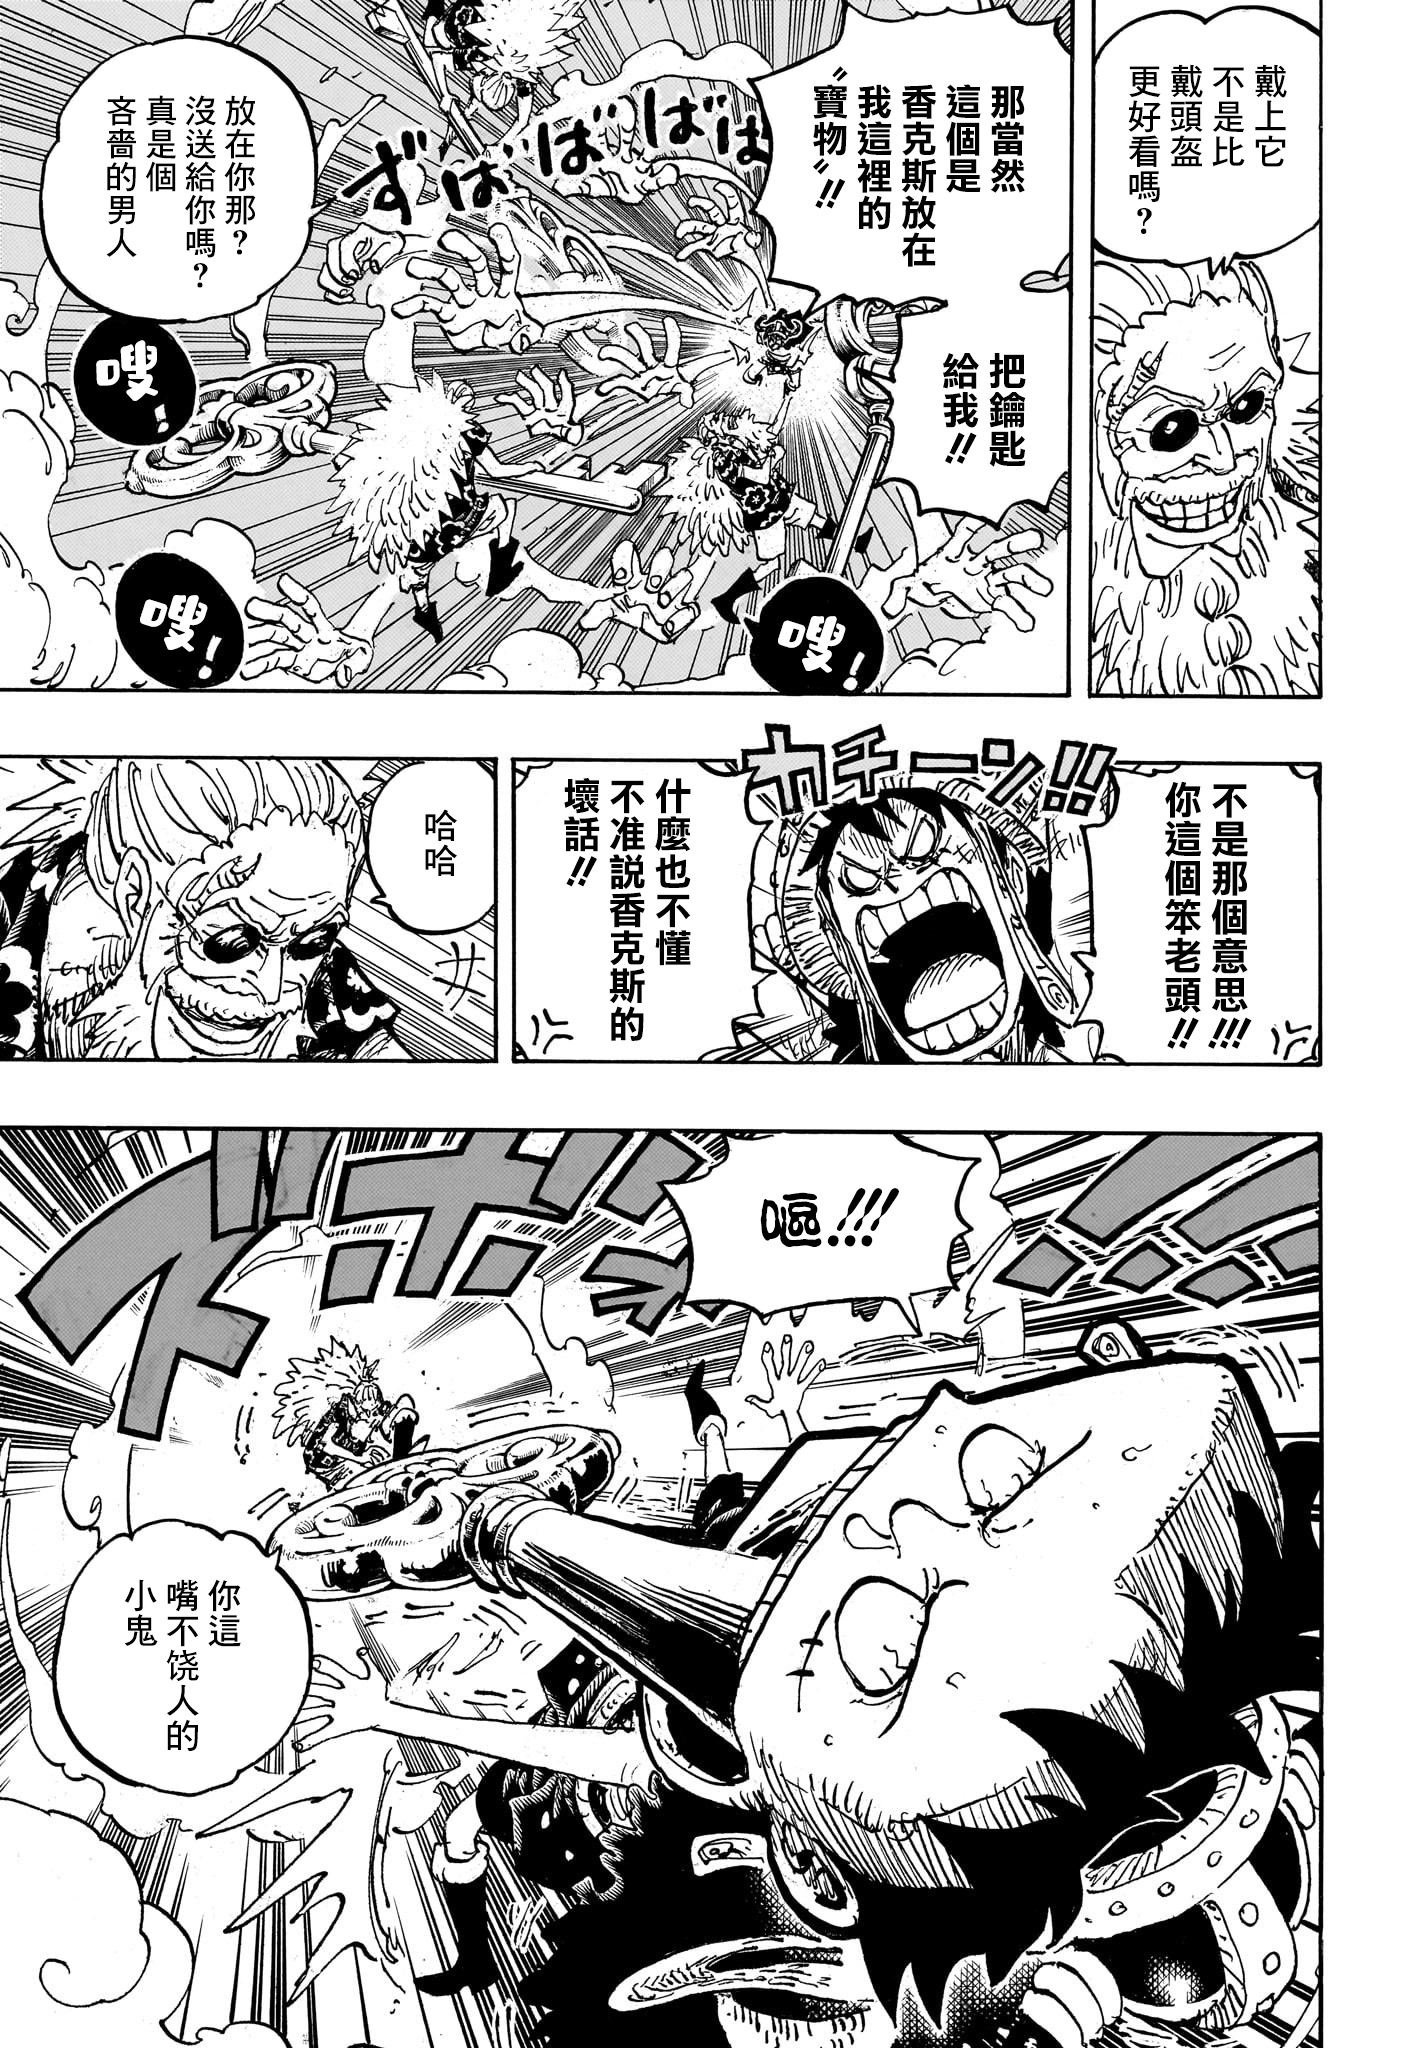 戴上它
不是比
戴頭盔
更好看嗎？
那當然
這個是
香克斯放在
我這裡的
〝寶物〞!!
把鑰匙
給我!!
ずばばばばば
放在你那？
沒送給你嗎？
真是個
吝嗇的男人
嗖!
嗖!
嗖!
不是那個意思!!!
你這個笨老頭!!
カチーン!!
什麼也不懂
不准說香克斯的
壞話!!
哈哈
嘔!!!
你這
嘴不饶人的
小鬼